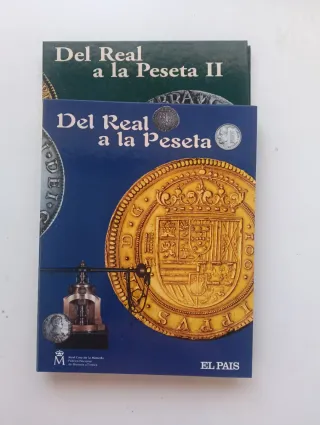 Del Real
a la Peseta II
Del Real
a la Peseta
EL PAIS